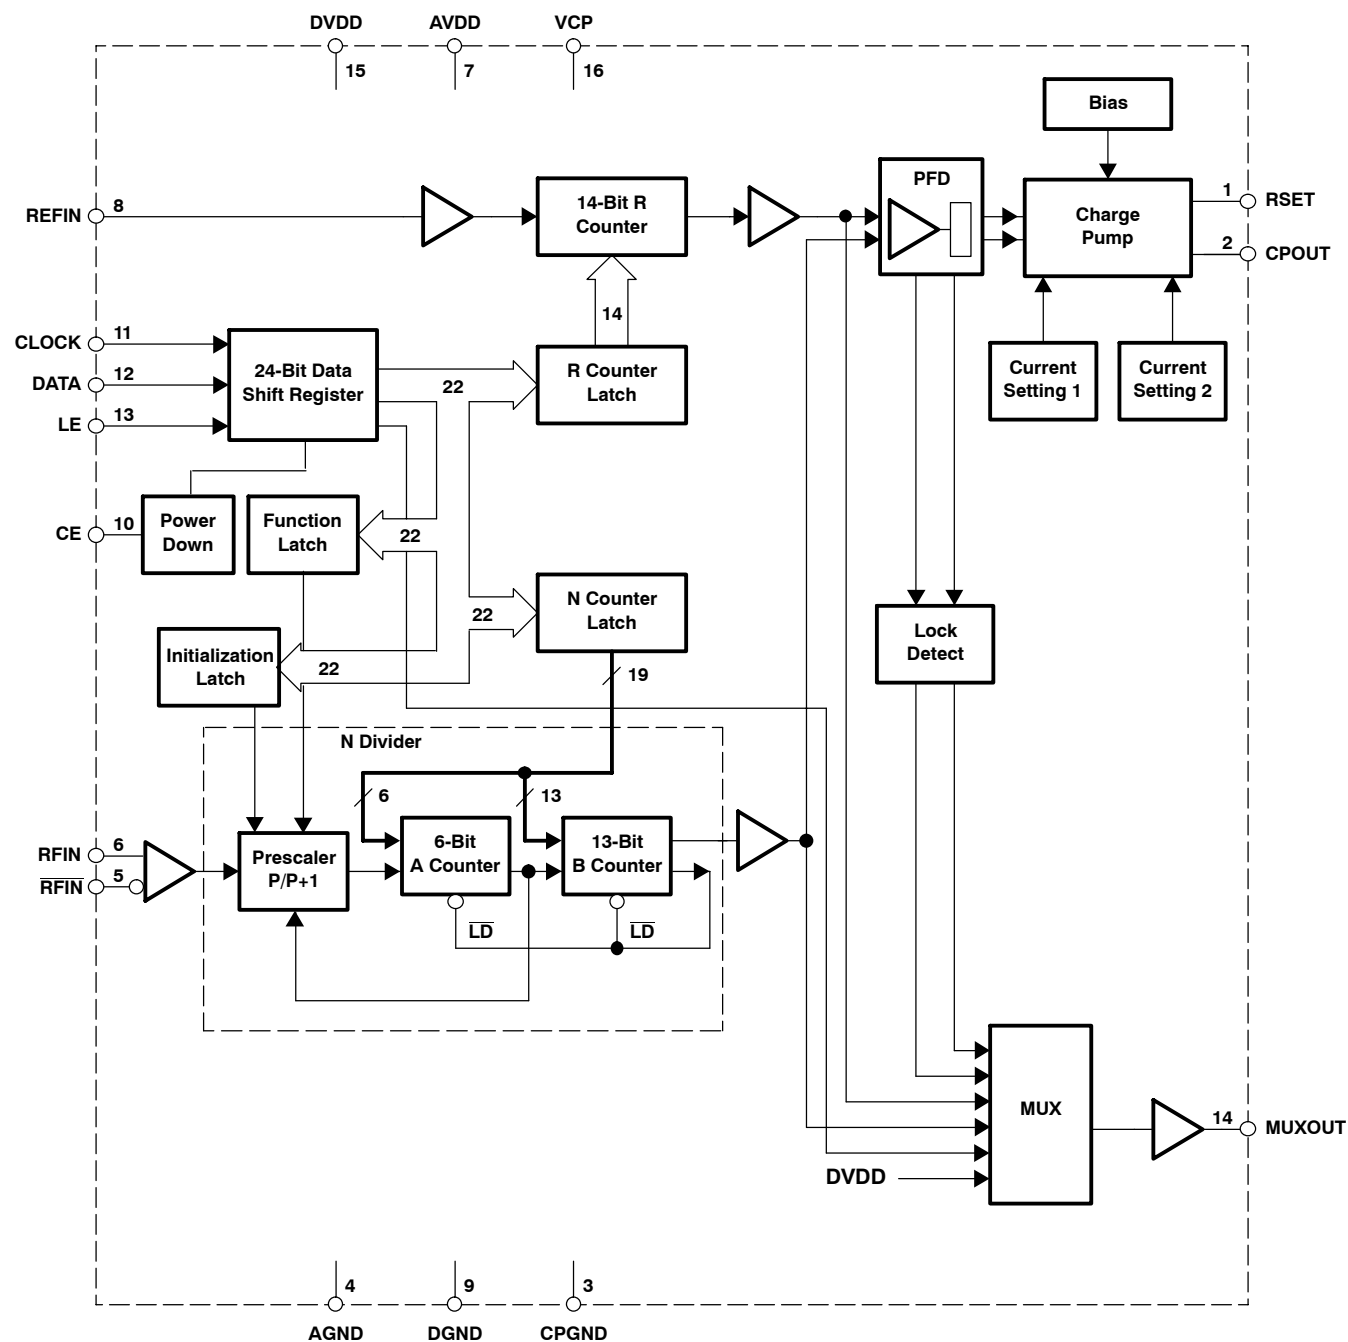 DVDD AVDD VCP
15 7 16
Bias
PFD
REFIN 8
14-Bit R
Counter
Charge
Pump
1 RSET
2 CPOUT
14
CLOCK 11
DATA 12
LE 13
24-Bit Data
Shift Register
22
R Counter
Latch
Current
Setting 1
Current
Setting 2
CE 10
Power
Down
Function
Latch
22
N Counter
Latch
22
Initialization
Latch
22
19
Lock
Detect
N Divider
6
13
RFIN 6
RFIN 5
Prescaler
P/P+1
6-Bit
A Counter
13-Bit
B Counter
LD
LD
MUX
DVDD
14 MUXOUT
4 9 3
AGND DGND CPGND